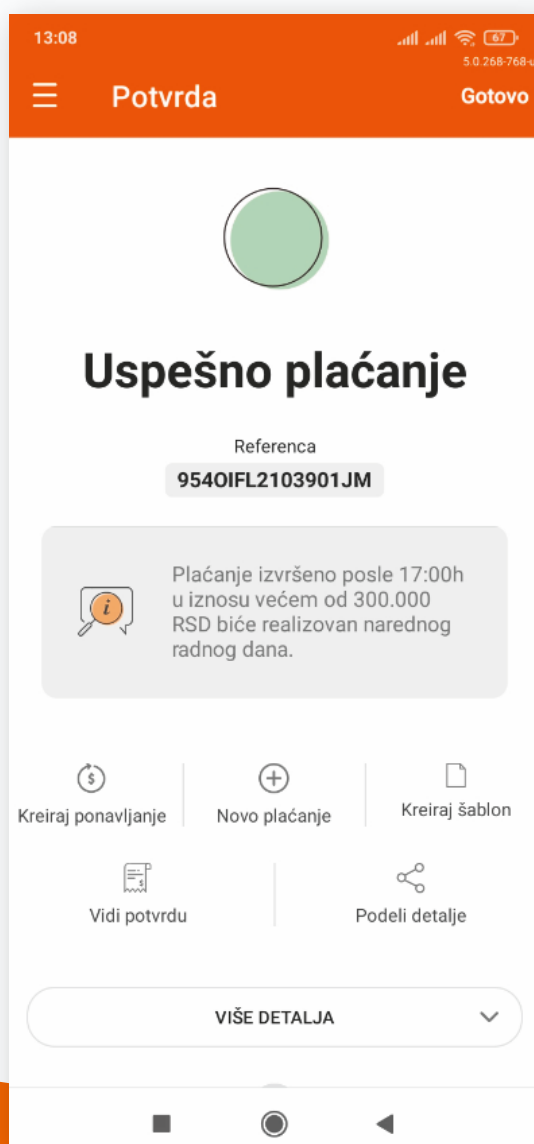 13:08
67
5.0.268-768-u
Potvrda
Gotovo
Uspešno plaćanje
Referenca
954OIFL2103901JM
Plaćanje izvršeno posle 17:00h
u iznosu većem od 300.000
RSD biće realizovan narednog
radnog dana.
Kreiraj ponavljanje
Novo plaćanje
Kreiraj šablon
Vidi potvrdu
Podeli detalje
VIŠE DETALJA